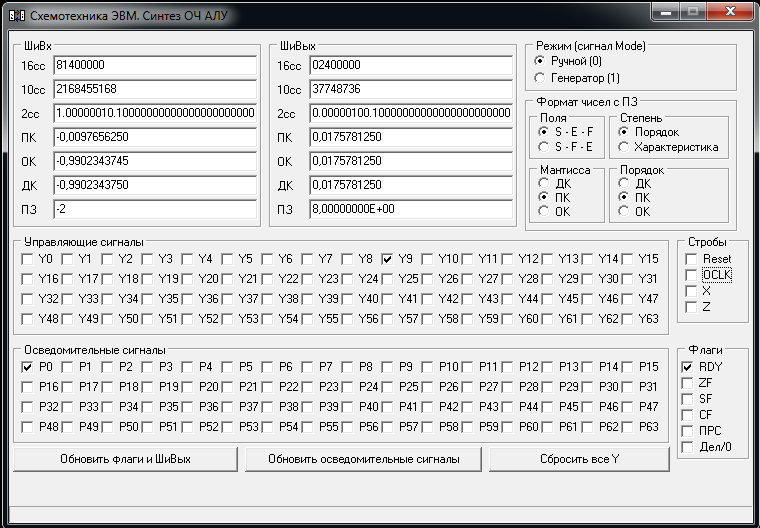 Схемотехника ЭВМ. Синтез ОЧ АЛУ
ШиВх
16сс 81400000
10сс 2168455168
2сс 1.00000010.10000000000000000000000
ПК -0,0097656250
ОК -0,9902343745
ДК -0,9902343750
ПЗ -2
ШиВых
02400000
37748736
0.00000100.10000000000000000000000
0,0175781250
0,0175781250
0,0175781250
8,00000000E+00
Режим (сигнал Mode)
Ручной (0)
Генератор (1)
Формат чисел с ПЗ
Поля
S - E - F
S - F - E
Степень
Порядок
Характеристика
Мантисса
ДК
ПК
ОК
Порядок
ДК
ПК
ОК
Управляющие сигналы
Y0 Y1 Y2 Y3 Y4 Y5 Y6 Y7 Y8 Y9 Y10 Y11 Y12 Y13 Y14 Y15
Y16 Y17 Y18 Y19 Y20 Y21 Y22 Y23 Y24 Y25 Y26 Y27 Y28 Y29 Y30 Y31
Y32 Y33 Y34 Y35 Y36 Y37 Y38 Y39 Y40 Y41 Y42 Y43 Y44 Y45 Y46 Y47
Y48 Y49 Y50 Y51 Y52 Y53 Y54 Y55 Y56 Y57 Y58 Y59 Y60 Y61 Y62 Y63
Стробы
Reset
OCLK
X
Z
Осведомительные сигналы
P0 P1 P2 P3 P4 P5 P6 P7 P8 P9 P10 P11 P12 P13 P14 P15
P16 P17 P18 P19 P20 P21 P22 P23 P24 P25 P26 P27 P28 P29 P30 P31
P32 P33 P34 P35 P36 P37 P38 P39 P40 P41 P42 P43 P44 P45 P46 P47
P48 P49 P50 P51 P52 P53 P54 P55 P56 P57 P58 P59 P60 P61 P62 P63
Флаги
RDY
ZF
SF
CF
ПРС
Дел/0
Обновить флаги и ШиВых
Обновить осведомительные сигналы
Сбросить все Y